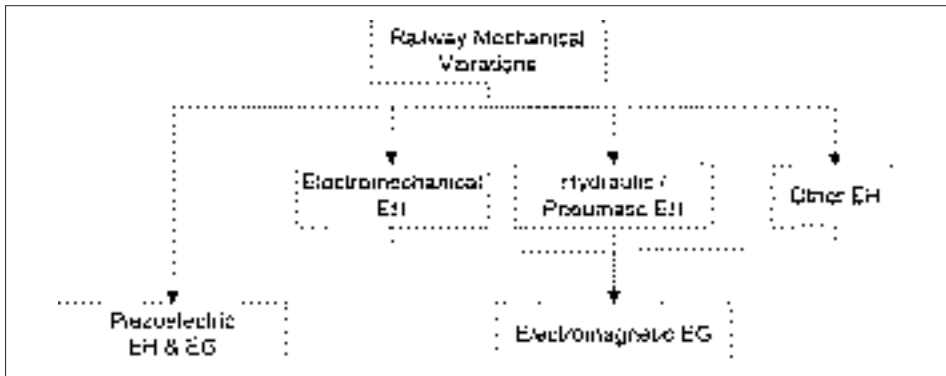 Railway Mechanical
Vibrations
Electromechanical
EH
Hydraulic /
Pneumatic EH
Other EH
Piezoelectric
EH & EG
Electromagnetic EG